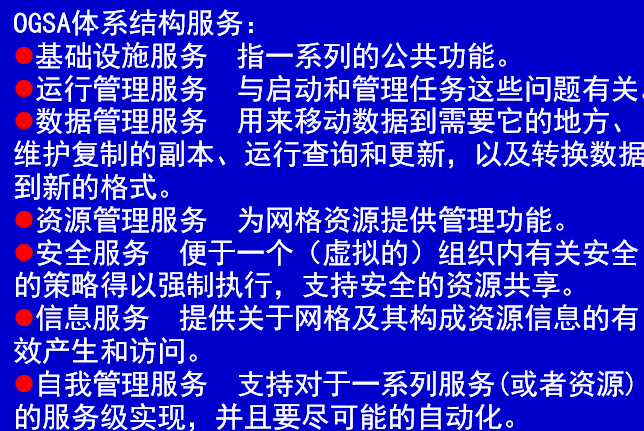 OGSA体系结构服务：
●基础设施服务 指一系列的公共功能。
●运行管理服务 与启动和管理任务这些问题有关.
●数据管理服务 用来移动数据到需要它的地方、
维护复制的副本、运行查询和更新，以及转换数据
到新的格式。
●资源管理服务 为网格资源提供管理功能。
●安全服务 便于一个（虚拟的）组织内有关安全
的策略得以强制执行，支持安全的资源共享。
●信息服务 提供关于网格及其构成资源信息的有
效产生和访问。
●自我管理服务 支持对于一系列服务(或者资源)
的服务级实现，并且要尽可能的自动化。